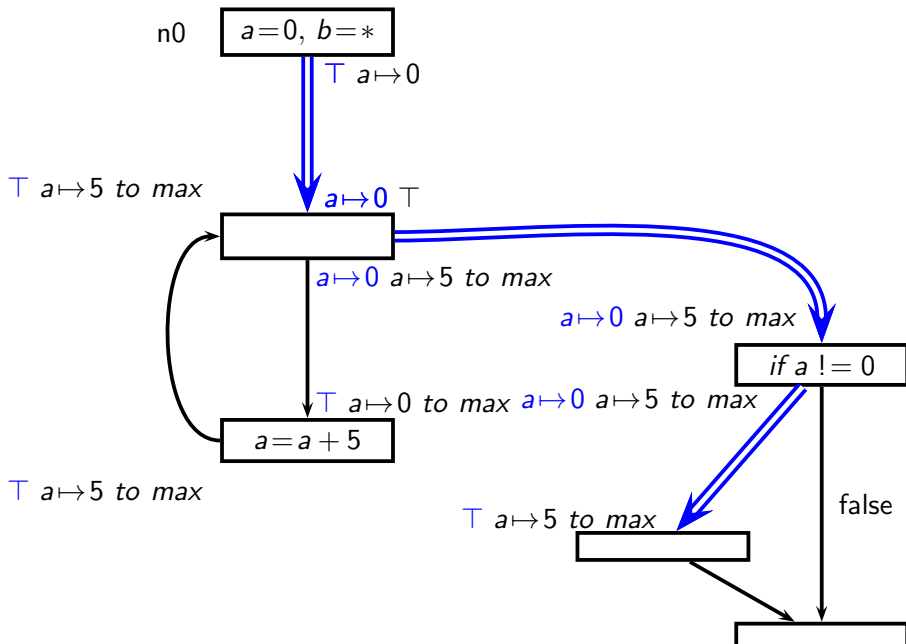 n0 a=0, b=*
⊤ a↦0
⊤ a↦5 to max
a↦0 ⊤
a↦0 a↦5 to max
a↦0 a↦5 to max
if a != 0
⊤ a↦0 to max a↦0 a↦5 to max
a=a+5
⊤ a↦5 to max
⊤ a↦5 to max
false